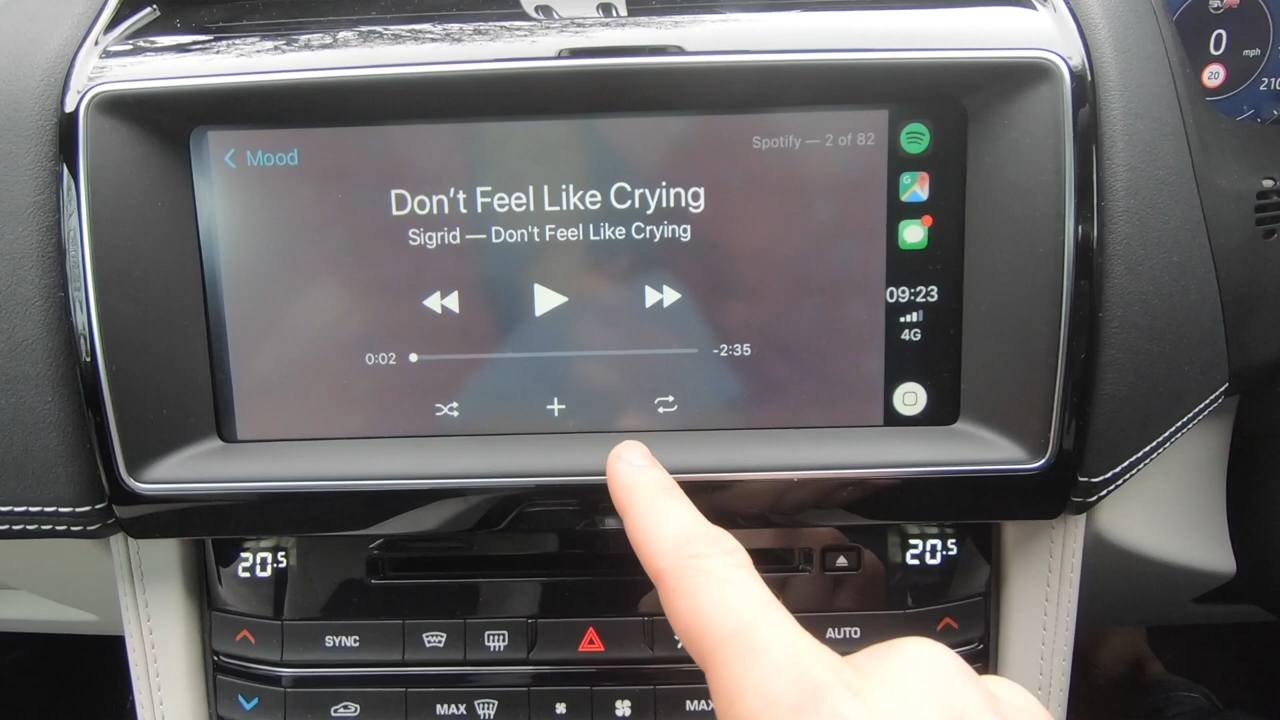 Mood
Spotify — 2 of 82
Don't Feel Like Crying
Sigrid — Don't Feel Like Crying
0:02
-2:35
09:23
4G
0
mph
20
210
20.5
20.5
SYNC
AUTO
MAX
MAX